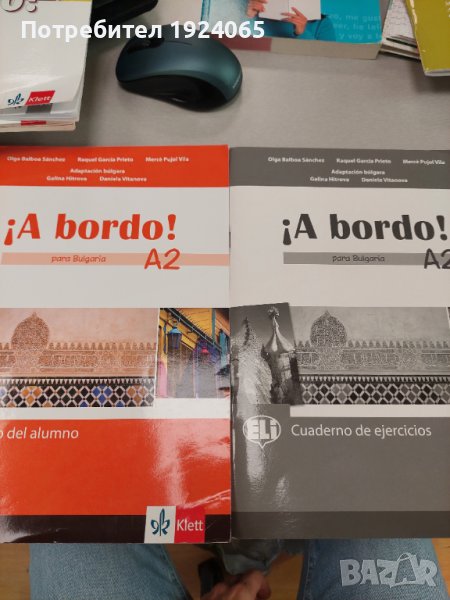 Потребител 1924065
Klett
Olga Balboa Sánchez Raquel García Prieto Mercè Pujol Vila
Adaptación búlgara
Galina Hitrova Daniela Vitanova
¡A bordo!
para Bulgaria A2
del alumno
Klett
Olga Balboa Sánchez Raquel García Prieto Mercè Pujol Vila
Adaptación búlgara
Galina Hitrova Daniela Vitanova
¡A bordo!
para Bulgaria A2
ELi Cuaderno de ejercicios
BAZAR